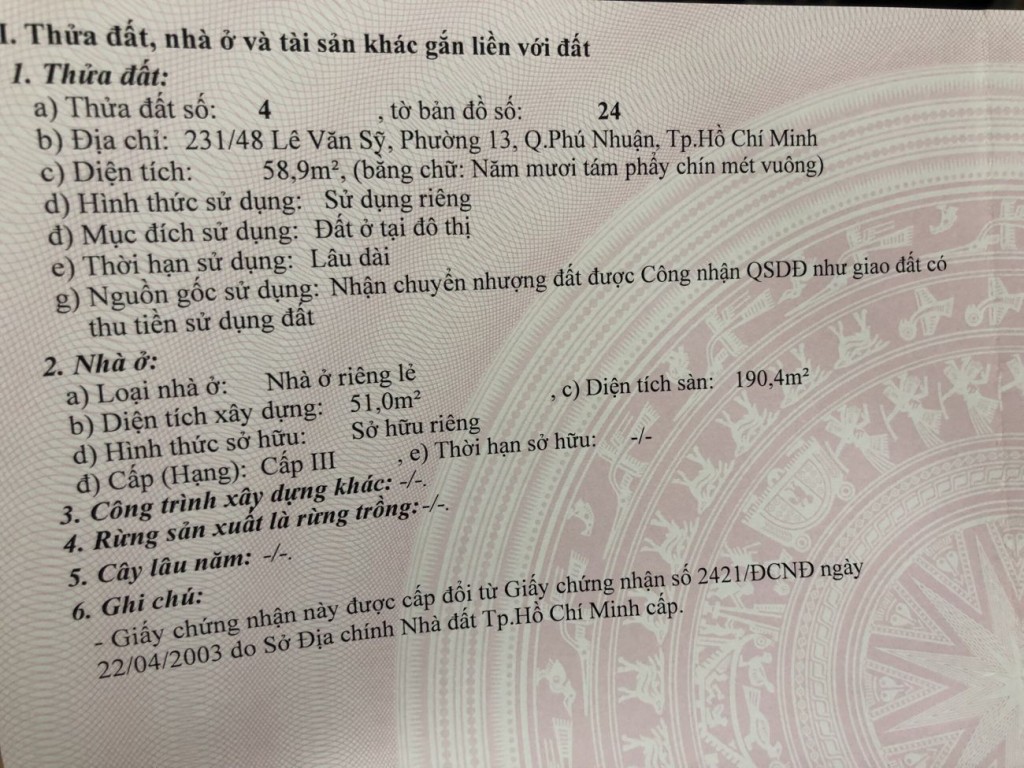 I. Thửa đất, nhà ở và tài sản khác gắn liền với đất
1. Thửa đất:
a) Thửa đất số: 4 , tờ bản đồ số: 24
b) Địa chỉ: 231/48 Lê Văn Sỹ, Phường 13, Q.Phú Nhuận, Tp.Hồ Chí Minh
c) Diện tích: 58,9m², (bằng chữ: Năm mươi tám phẩy chín mét vuông)
d) Hình thức sử dụng: Sử dụng riêng
đ) Mục đích sử dụng: Đất ở tại đô thị
e) Thời hạn sử dụng: Lâu dài
g) Nguồn gốc sử dụng: Nhận chuyển nhượng đất được Công nhận QSDĐ như giao đất có
thu tiền sử dụng đất
2. Nhà ở:
a) Loại nhà ở: Nhà ở riêng lẻ
b) Diện tích xây dựng: 51,0m² , c) Diện tích sàn: 190,4m²
d) Hình thức sở hữu: Sở hữu riêng
đ) Cấp (Hạng): Cấp III , e) Thời hạn sở hữu: -/-
3. Công trình xây dựng khác: -/-.
4. Rừng sản xuất là rừng trồng: -/-.
5. Cây lâu năm: -/-.
6. Ghi chú:
- Giấy chứng nhận này được cấp đổi từ Giấy chứng nhận số 2421/ĐCNĐ ngày
22/04/2003 do Sở Địa chính Nhà đất Tp.Hồ Chí Minh cấp.